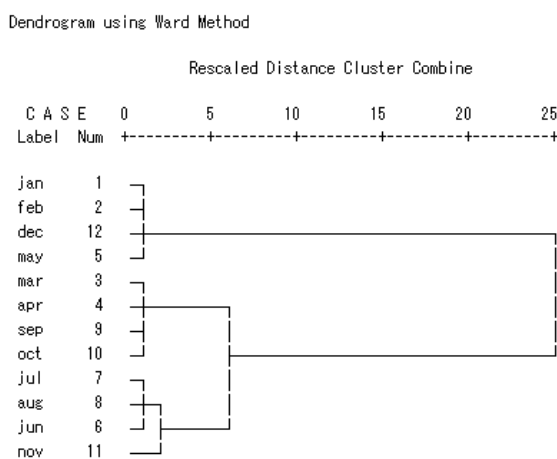 Dendrogram using Ward Method
Rescaled Distance Cluster Combine
C A S E 0 5 10 15 20 25
Label Num +---------+---------+---------+---------+---------+
jan 1
feb 2
dec 12
may 5
mar 3
apr 4
sep 9
oct 10
jul 7
aug 8
jun 6
nov 11